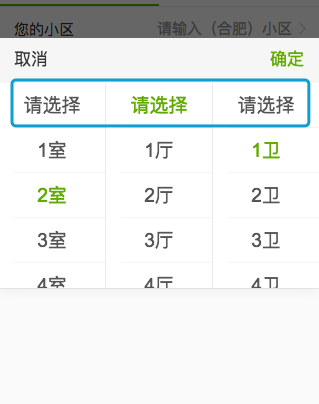 您的小区 请输入（合肥）小区
取消 确定
请选择 请选择 请选择
1室 1厅 1卫
2室 2厅 2卫
3室 3厅 3卫
4室 4厅 4卫